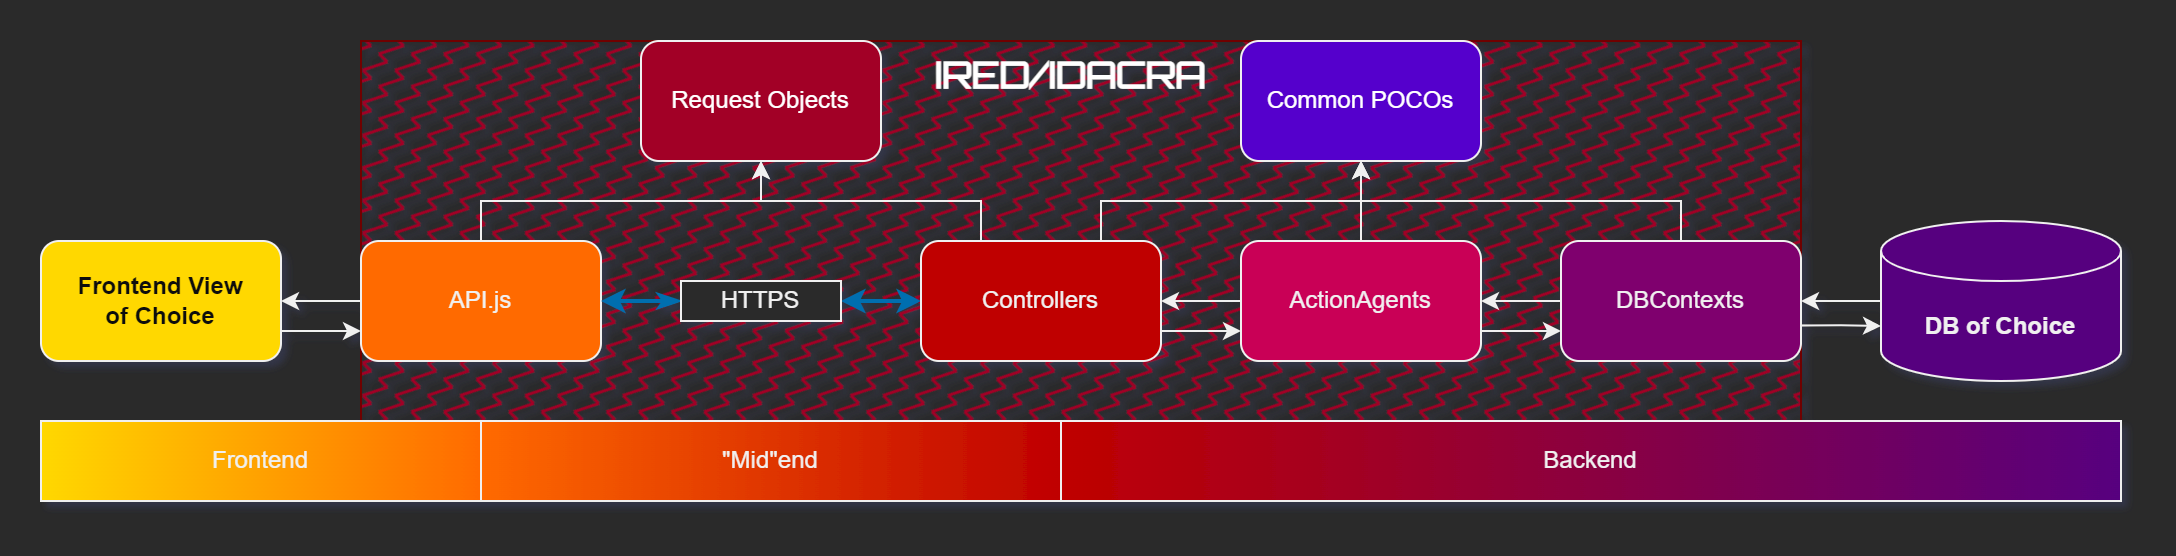 IRED/IDACRA
Request Objects
Common POCOs
Frontend View
of Choice
API.js
HTTPS
Controllers
ActionAgents
DBContexts
DB of Choice
Frontend
"Mid"end
Backend